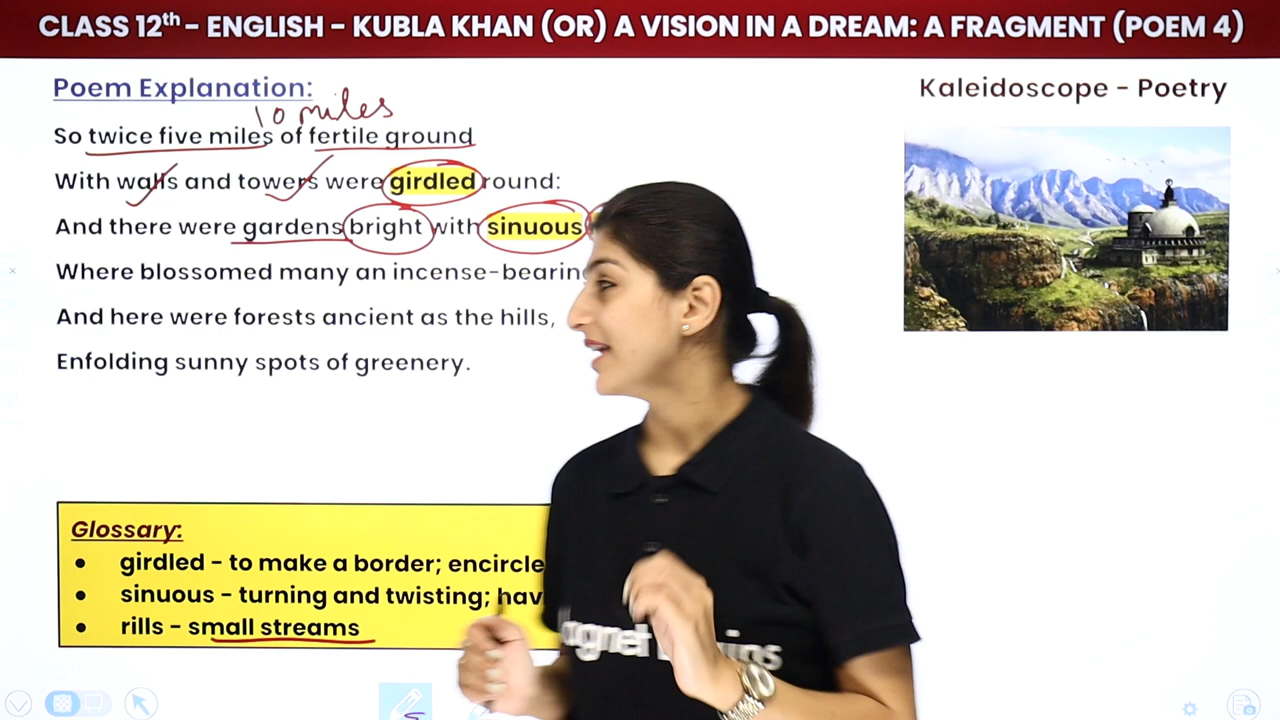 CLASS 12th - ENGLISH - KUBLA KHAN (OR) A VISION IN A DREAM: A FRAGMENT (POEM 4)
Poem Explanation:
Kaleidoscope - Poetry
10 miles
So twice five miles of fertile ground
With walls and towers were girdled round:
And there were gardens bright with sinuous
Where blossomed many an incense-bearin
And here were forests ancient as the hills,
Enfolding sunny spots of greenery.
Glossary:
• girdled - to make a border; encircle
• sinuous - turning and twisting; hav
• rills - small streams